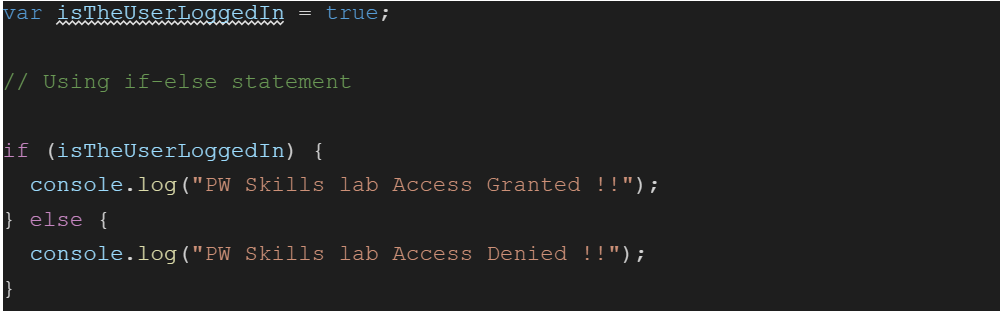 var isTheUserLoggedIn = true;
// Using if-else statement
if (isTheUserLoggedIn) {
  console.log("PW Skills lab Access Granted !!");
} else {
  console.log("PW Skills lab Access Denied !!");
}